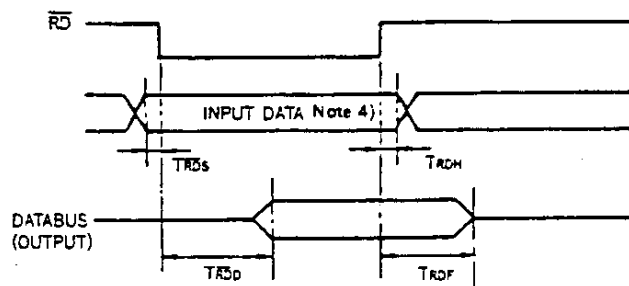 RD
INPUT DATA Note 4)
TRDS
TRDH
DATABUS
(OUTPUT)
TRDD
TRDF